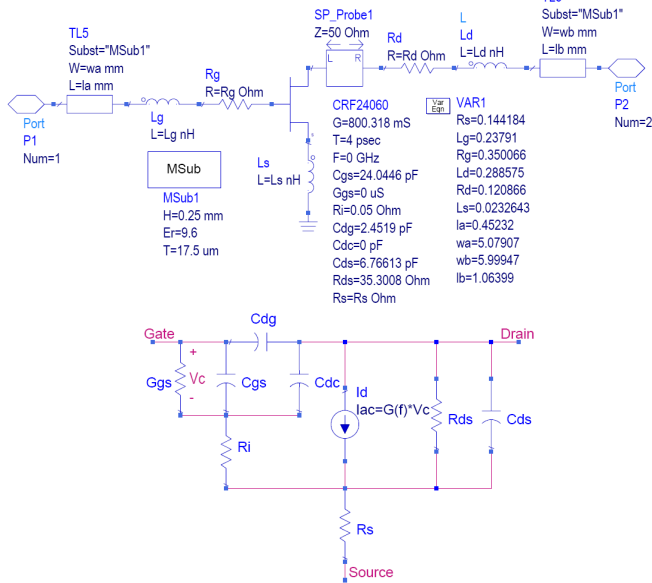 TL5
Subst="MSub1"
W=wa mm
L=la mm
Port
P1
Num=1
Lg
L=Lg nH
Rg
R=Rg Ohm
MSub
MSub1
H=0.25 mm
Er=9.6
T=17.5 um
Ls
L=Ls nH
SP_Probe1
Z=50 Ohm
L R
CRF24060
G=800.318 mS
T=4 psec
F=0 GHz
Cgs=24.0446 pF
Ggs=0 uS
Ri=0.05 Ohm
Cdg=2.4519 pF
Cdc=0 pF
Cds=6.76613 pF
Rds=35.3008 Ohm
Rs=Rs Ohm
Rd
R=Rd Ohm
L
Ld
L=Ld nH
Subst="MSub1"
W=wb mm
L=lb mm
Port
P2
Num=2
Var
Eqn
VAR1
Rs=0.144184
Lg=0.23791
Rg=0.350066
Ld=0.288575
Rd=0.120866
Ls=0.0232643
la=0.45232
wa=5.07907
wb=5.99947
lb=1.06399
Gate
Cdg
Drain
+
Ggs
Vc
-
Cgs
Cdc
Id
Iac=G(f)*Vc
Rds
Cds
Ri
Rs
Source